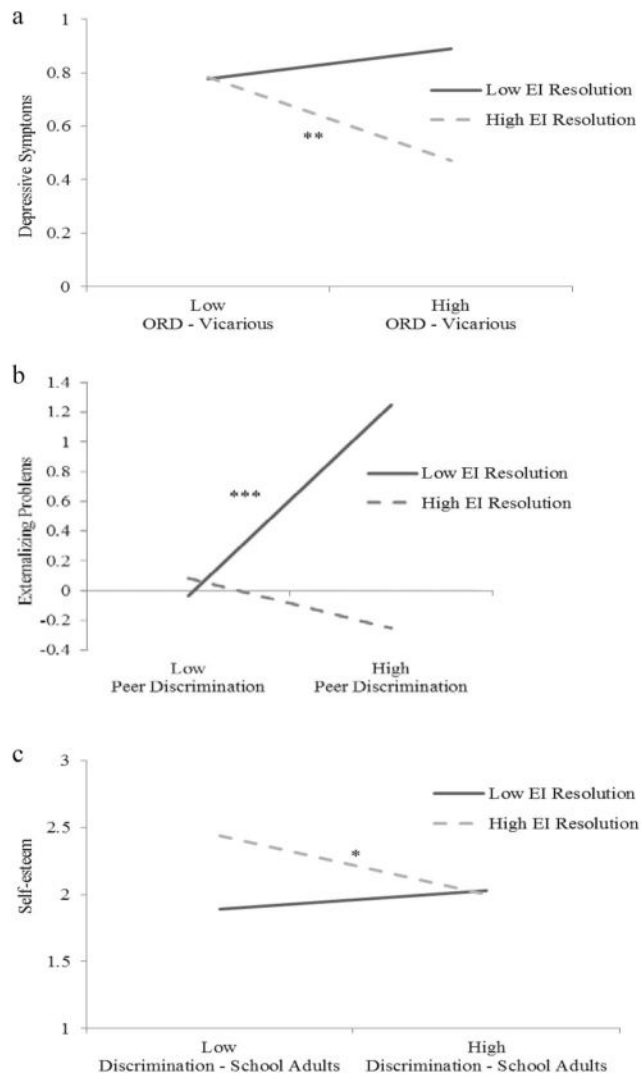 a
1
0.8
0.6
0.4
0.2
0
Depressive Symptoms
Low EI Resolution
High EI Resolution
**
Low High
ORD - Vicarious ORD - Vicarious
b
1.4
1.2
1
0.8
0.6
0.4
0.2
0
-0.2
-0.4
Externalizing Problems
Low EI Resolution
High EI Resolution
***
Low High
Peer Discrimination Peer Discrimination
c
3
2.5
2
1.5
1
Self-esteem
Low EI Resolution
High EI Resolution
*
Low High
Discrimination - School Adults Discrimination - School Adults